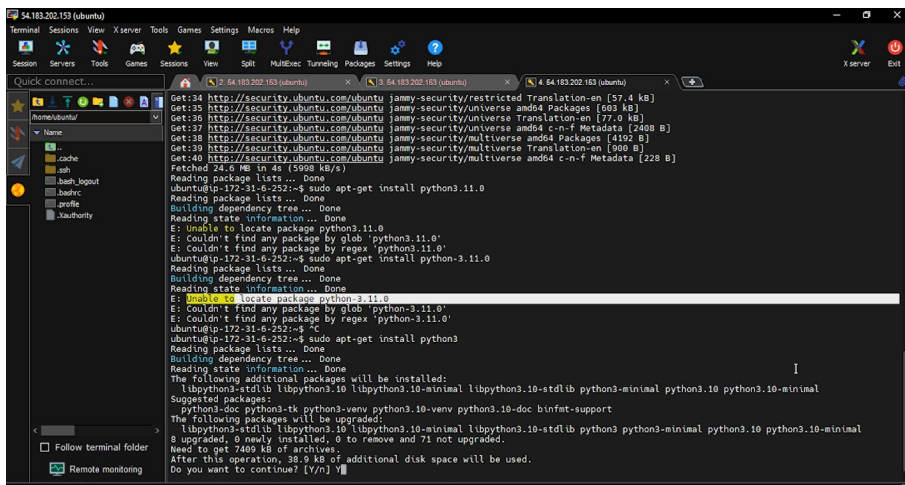 54.183.202.153 (ubuntu)
Terminal Sessions View X server Tools Games Settings Macros Help
Session Servers Tools Games Sessions View Split MultiExec Tunneling Packages Settings Help X server Exit
Quick connect...
2. 54.183.202.153 (ubuntu)
3. 54.183.202.153 (ubuntu)
4. 54.183.202.153 (ubuntu)
/home/ubuntu/
Name
..
.cache
.ssh
.bash_logout
.bashrc
.profile
.Xauthority
Follow terminal folder
Remote monitoring
Get:34 http://security.ubuntu.com/ubuntu jammy-security/restricted Translation-en [57.4 kB]
Get:35 http://security.ubuntu.com/ubuntu jammy-security/universe amd64 Packages [603 kB]
Get:36 http://security.ubuntu.com/ubuntu jammy-security/universe Translation-en [77.0 kB]
Get:37 http://security.ubuntu.com/ubuntu jammy-security/universe amd64 c-n-f Metadata [2408 B]
Get:38 http://security.ubuntu.com/ubuntu jammy-security/multiverse amd64 Packages [4192 B]
Get:39 http://security.ubuntu.com/ubuntu jammy-security/multiverse Translation-en [900 B]
Get:40 http://security.ubuntu.com/ubuntu jammy-security/multiverse amd64 c-n-f Metadata [228 B]
Fetched 24.6 MB in 4s (5998 kB/s)
Reading package lists... Done
ubuntu@ip-172-31-6-252:~$ sudo apt-get install python3.11.0
Reading package lists... Done
Building dependency tree... Done
Reading state information... Done
E: Unable to locate package python3.11.0
E: Couldn't find any package by glob 'python3.11.0'
E: Couldn't find any package by regex 'python3.11.0'
ubuntu@ip-172-31-6-252:~$ sudo apt-get install python-3.11.0
Reading package lists... Done
Building dependency tree... Done
Reading state information... Done
E: Unable to locate package python-3.11.0
E: Couldn't find any package by glob 'python-3.11.0'
E: Couldn't find any package by regex 'python-3.11.0'
ubuntu@ip-172-31-6-252:~$ ^C
ubuntu@ip-172-31-6-252:~$ sudo apt-get install python3
Reading package lists... Done
Building dependency tree... Done
Reading state information... Done
The following additional packages will be installed:
libpython3-stdlib libpython3.10 libpython3.10-minimal libpython3.10-stdlib python3-minimal python3.10 python3.10-minimal
Suggested packages:
python3-doc python3-tk python3-venv python3.10-venv python3.10-doc binfmt-support
The following packages will be upgraded:
libpython3-stdlib libpython3.10 libpython3.10-minimal libpython3.10-stdlib python3 python3-minimal python3.10 python3.10-minimal
8 upgraded, 0 newly installed, 0 to remove and 71 not upgraded.
Need to get 7409 kB of archives.
After this operation, 38.9 kB of additional disk space will be used.
Do you want to continue? [Y/n] Y